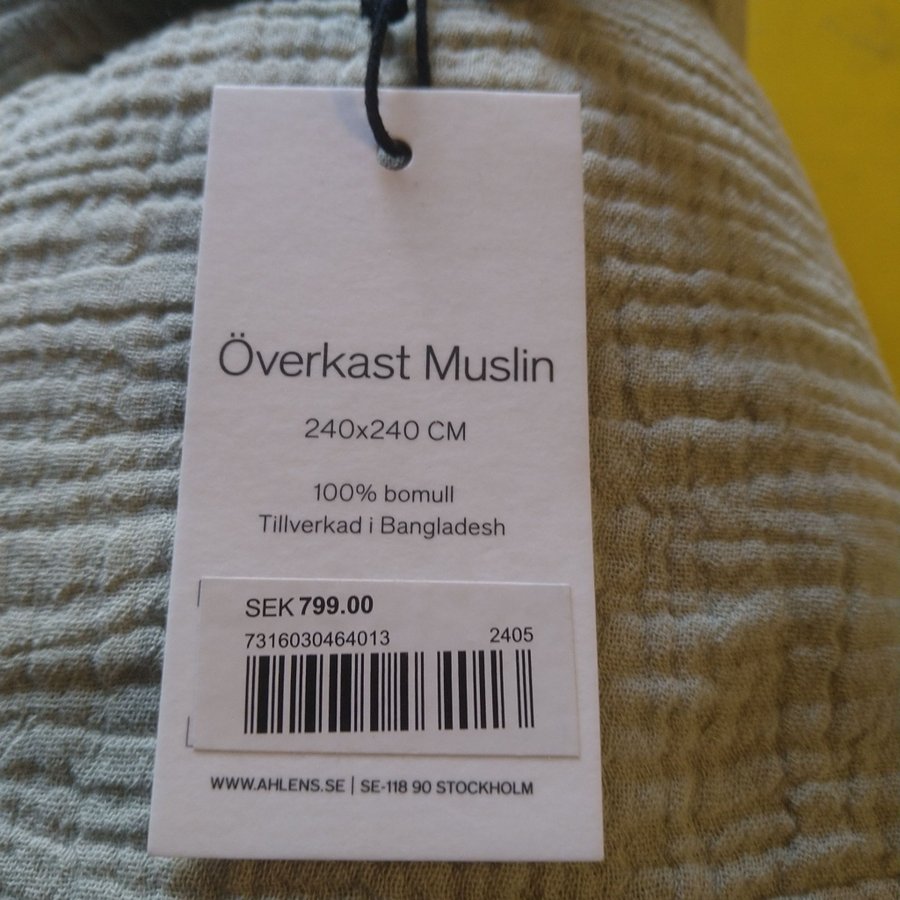 Överkast Muslin
240x240 CM
100% bomull
Tillverkad i Bangladesh
SEK 799.00
7316030464013 2405
WWW.AHLENS.SE | SE-118 90 STOCKHOLM